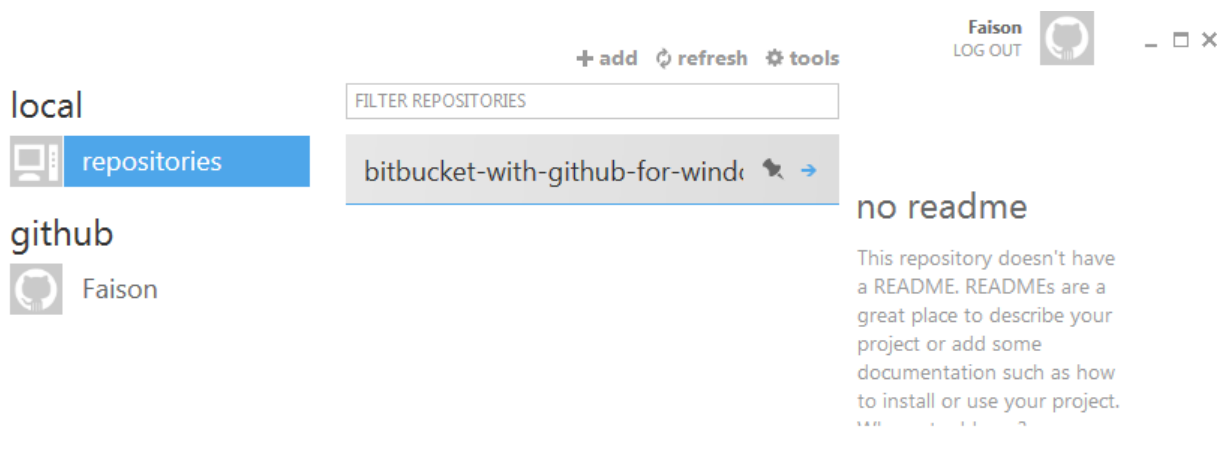 Faison
LOG OUT
+ add refresh tools
local
FILTER REPOSITORIES
repositories
bitbucket-with-github-for-wind
github
Faison
no readme
This repository doesn't have
a README. READMEs are a
great place to describe your
project or add some
documentation such as how
to install or use your project.